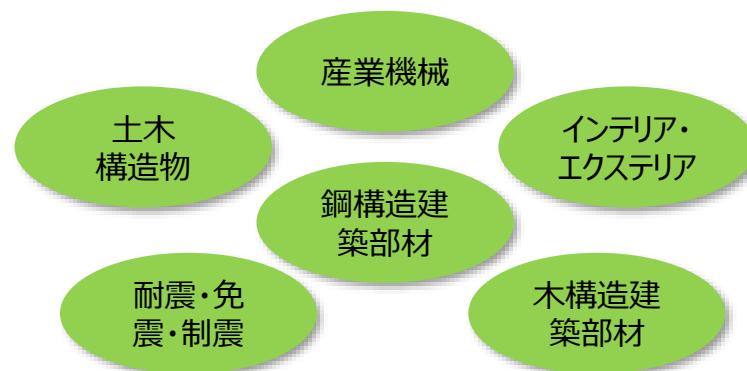 産業機械
土木
構造物
インテリア・
エクステリア
鋼構造建
築部材
耐震・免
震・制震
木構造建
築部材